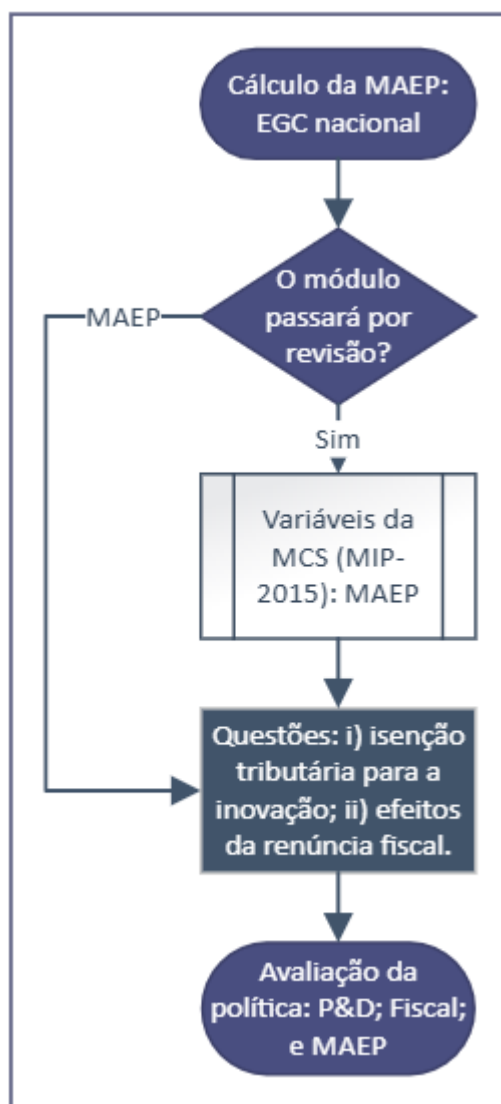 Cálculo da MAEP:
EGC nacional
O módulo
passará por
revisão?
MAEP
Sim
Variáveis da
MCS (MIP-
2015): MAEP
Questões: i) isenção
tributária para a
inovação; ii) efeitos
da renúncia fiscal.
Avaliação da
política: P&D; Fiscal;
e MAEP